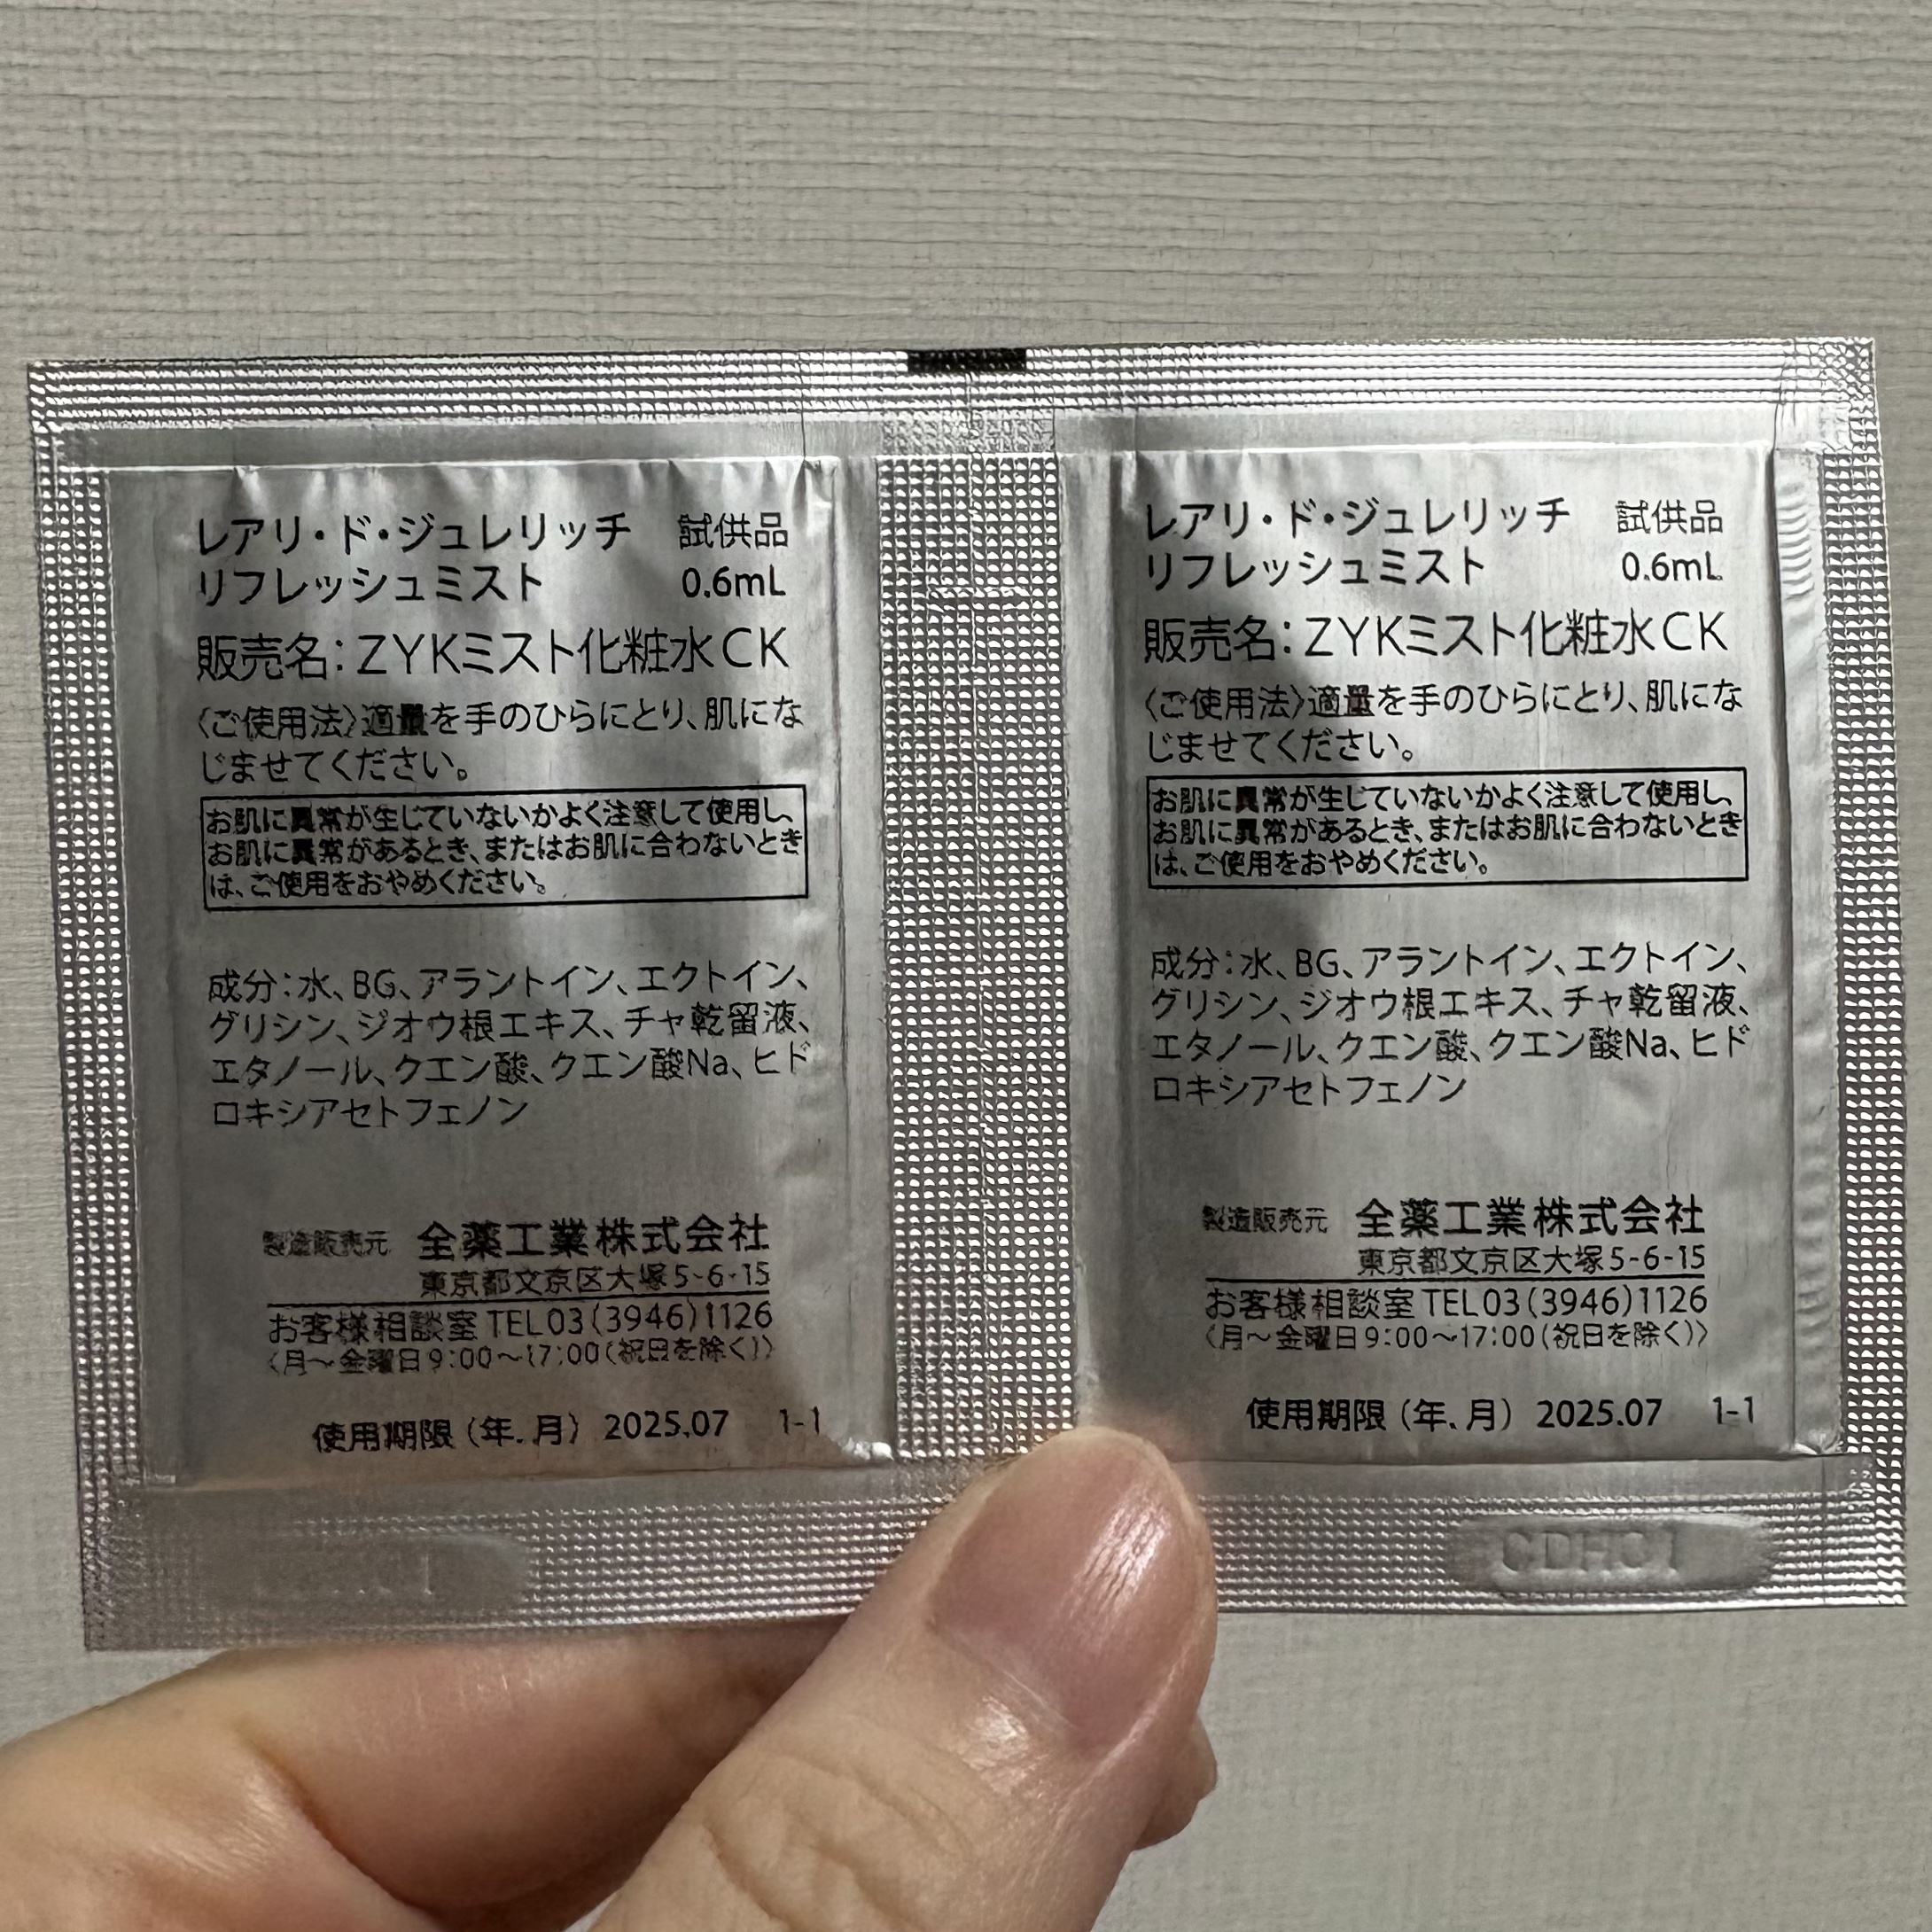 レアリ・ド・ジュレリッチ 試供品
リフレッシュミスト 0.6mL
販売名：ZYKミスト化粧水CK
〈ご使用法〉適量を手のひらにとり、肌にな
じませてください。
お肌に異常が生じていないかよく注意して使用し、
お肌に異常があるとき、またはお肌に合わないとき
は、ご使用をおやめください。
成分：水、BG、アラントイン、エクトイン、
グリシン、ジオウ根エキス、チャ乾留液、
エタノール、クエン酸、クエン酸Na、ヒド
ロキシアセトフェノン
製造販売元 全薬工業株式会社
東京都文京区大塚5-6-15
お客様相談室 TEL03(3946)1126
〈月～金曜日9:00～17:00(祝日を除く)〉
使用期限（年.月）2025.07 1-1
レアリ・ド・ジュレリッチ 試供品
リフレッシュミスト 0.6mL
販売名：ZYKミスト化粧水CK
〈ご使用法〉適量を手のひらにとり、肌にな
じませてください。
お肌に異常が生じていないかよく注意して使用し、
お肌に異常があるとき、またはお肌に合わないとき
は、ご使用をおやめください。
成分：水、BG、アラントイン、エクトイン、
グリシン、ジオウ根エキス、チャ乾留液、
エタノール、クエン酸、クエン酸Na、ヒド
ロキシアセトフェノン
製造販売元 全薬工業株式会社
東京都文京区大塚5-6-15
お客様相談室 TEL03(3946)1126
〈月～金曜日9:00～17:00(祝日を除く)〉
使用期限（年.月）2025.07 1-1